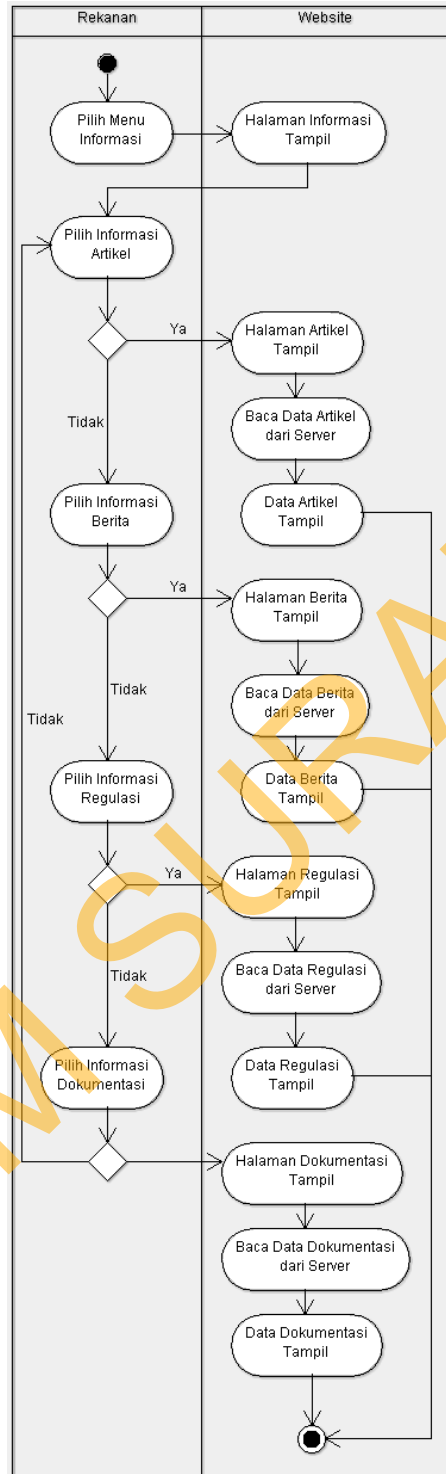 Rekanan
Website
Pilih Menu
Informasi
Halaman Informasi
Tampil
Pilih Informasi
Artikel
Ya
Halaman Artikel
Tampil
Tidak
Baca Data Artikel
dari Server
Pilih Informasi
Berita
Data Artikel
Tampil
Ya
Halaman Berita
Tampil
Tidak
Tidak
Baca Data Berita
dari Server
Pilih Informasi
Regulasi
Data Berita
Tampil
Ya
Halaman Regulasi
Tampil
Tidak
Baca Data Regulasi
dari Server
Pilih Informasi
Dokumentasi
Data Regulasi
Tampil
Halaman Dokumentasi
Tampil
Baca Data Dokumentasi
dari Server
Data Dokumentasi
Tampil
M SURA